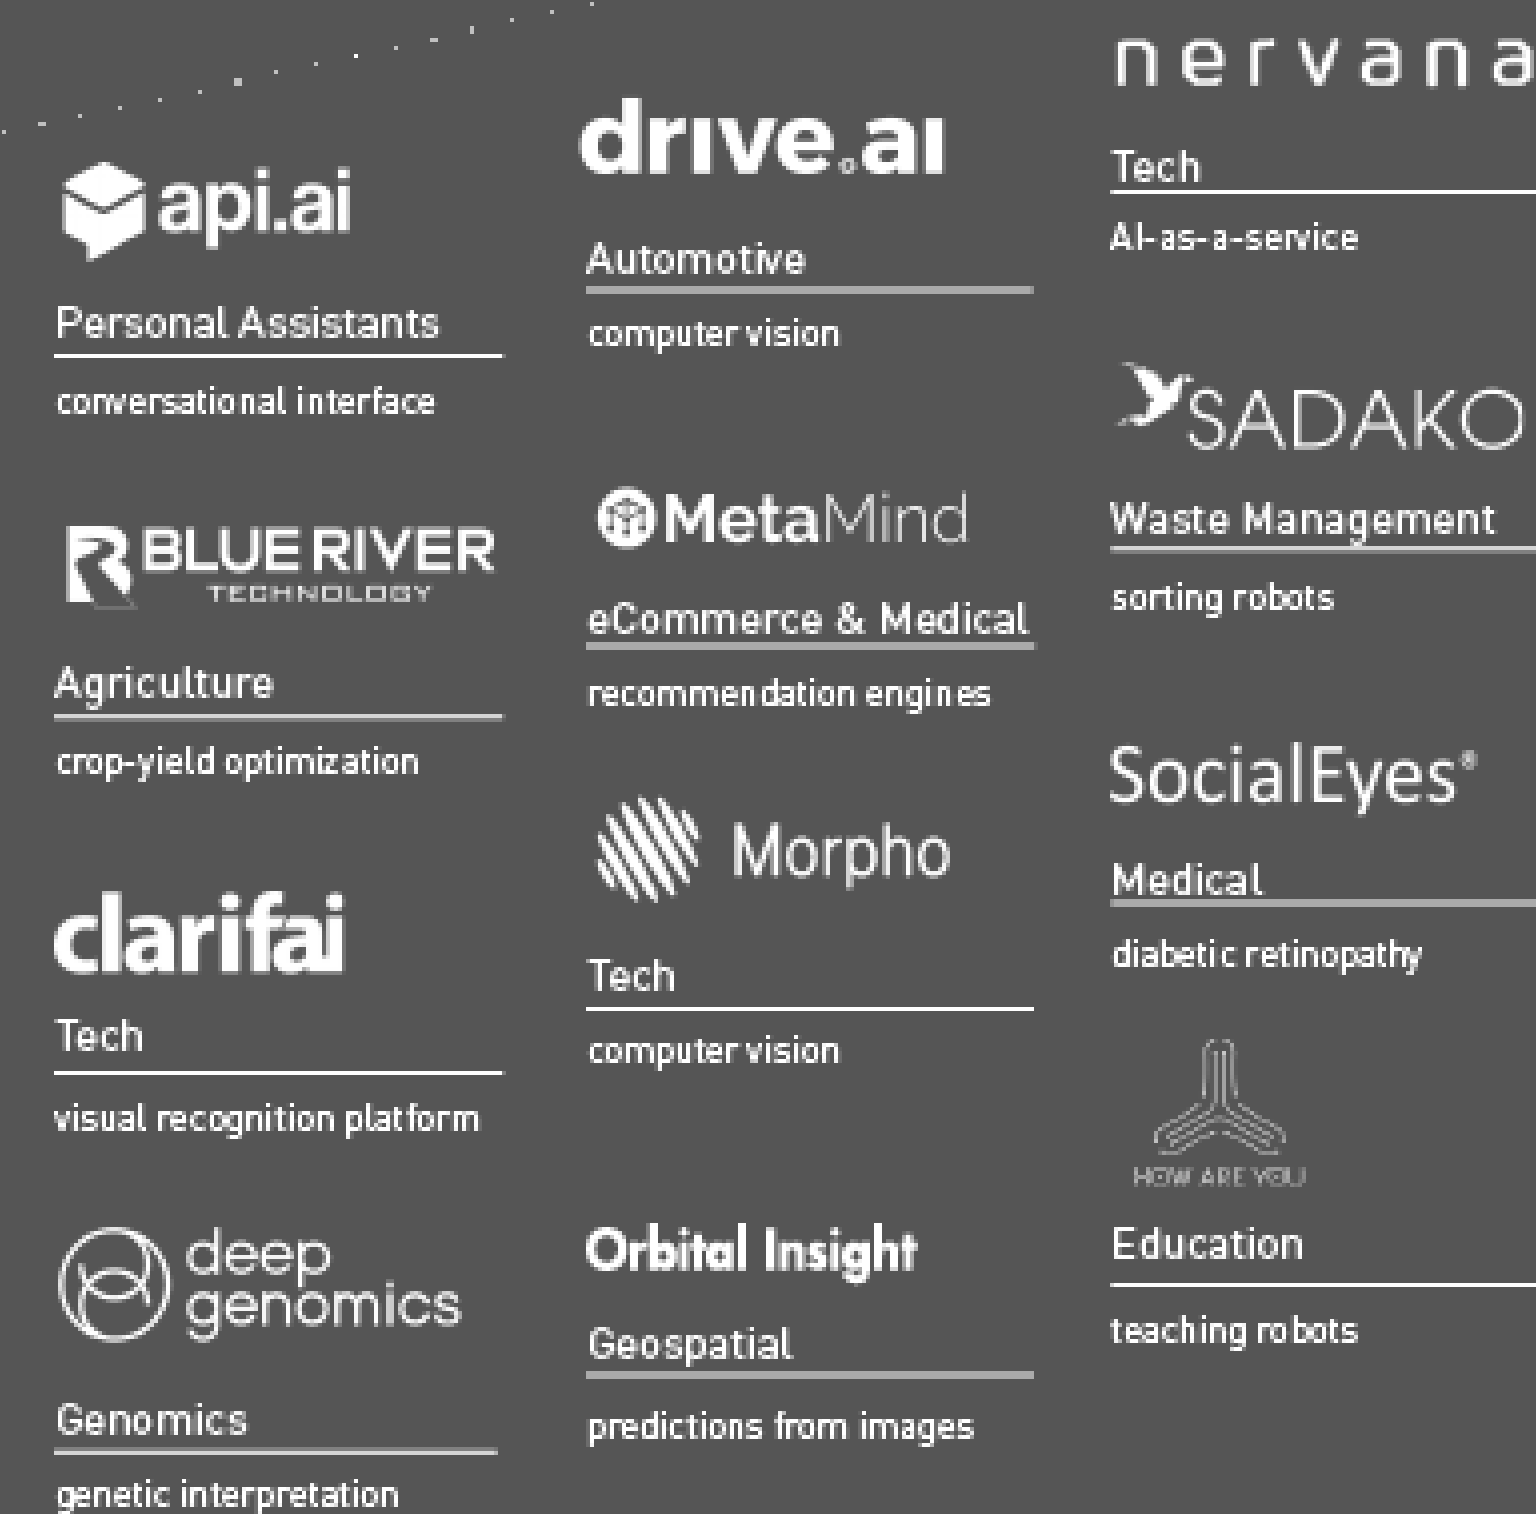 api.ai
Personal Assistants
conversational interface
BLUE RIVER
TECHNOLOGY
Agriculture
crop-yield optimization
clarifai
Tech
visual recognition platform
deep
genomics
Genomics
genetic interpretation
drive.ai
Automotive
computer vision
MetaMind
eCommerce & Medical
recommendation engines
Morpho
Tech
computer vision
Orbital Insight
Geospatial
predictions from images
nervana
Tech
AI-as-a-service
SADAKO
Waste Management
sorting robots
SocialEyes®
Medical
diabetic retinopathy
HOW ARE YOU
Education
teaching robots